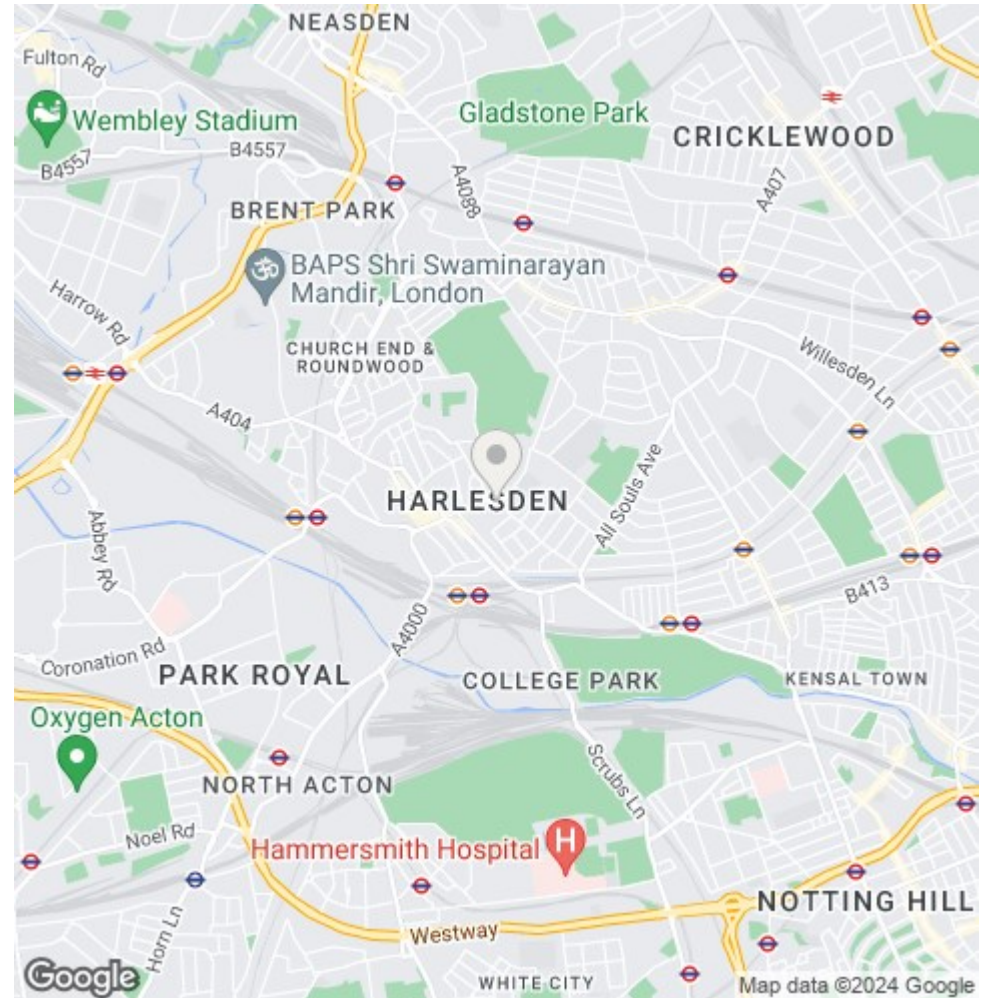 NEASDEN
Fulton Rd
Gladstone Park
Wembley Stadium
CRICKLEWOOD
B4557
B4557
A4088
A407
BRENT PARK
BAPS Shri Swaminarayan
Mandir, London
Harrow Rd
CHURCH END &
ROUNDWOOD
Willesden Ln
A404
All Souls Ave
HARLESDEN
Abbey Rd
B413
A4000
Coronation Rd
PARK ROYAL
COLLEGE PARK
KENSAL TOWN
Oxygen Acton
Scrubs Ln
NORTH ACTON
Noel Rd
Hammersmith Hospital
H
NOTTING HILL
Horn Ln
Westway
WHITE CITY
Google
Map data ©2024 Google